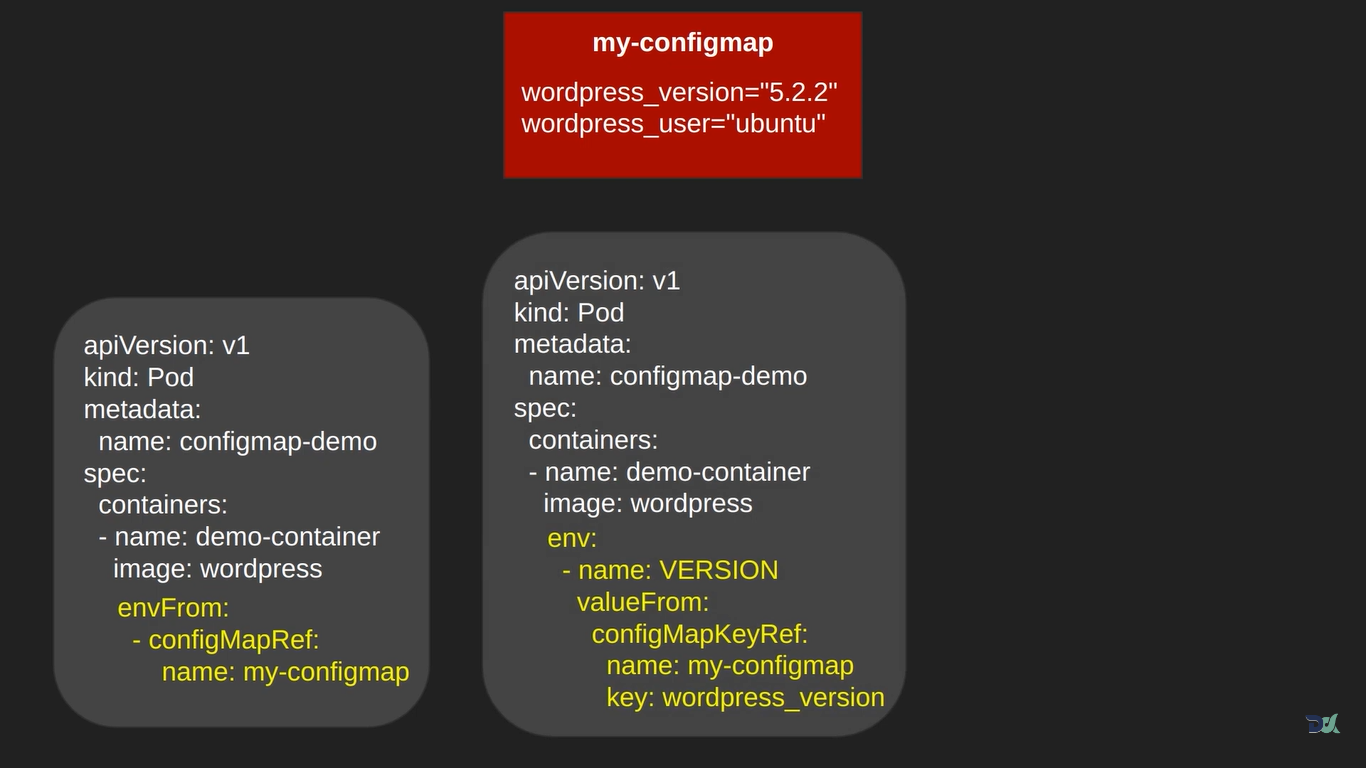 my-configmap
wordpress_version="5.2.2"
wordpress_user="ubuntu"
apiVersion: v1
kind: Pod
metadata:
  name: configmap-demo
spec:
  containers:
  - name: demo-container
    image: wordpress
    envFrom:
      - configMapRef:
          name: my-configmap
apiVersion: v1
kind: Pod
metadata:
  name: configmap-demo
spec:
  containers:
  - name: demo-container
    image: wordpress
    env:
      - name: VERSION
        valueFrom:
          configMapKeyRef:
            name: my-configmap
            key: wordpress_version